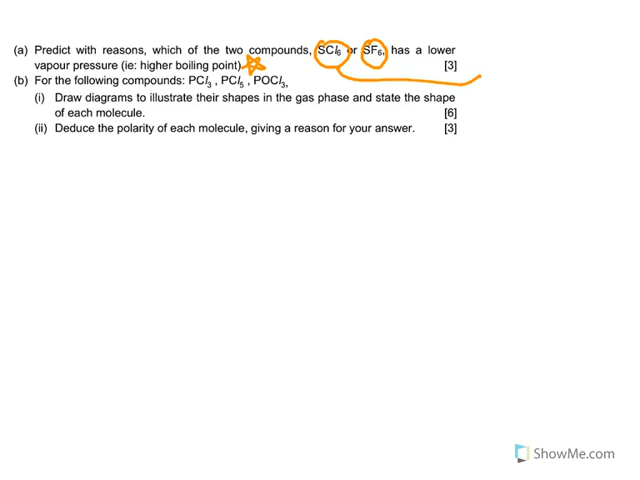 (a) Predict with reasons, which of the two compounds, SCl6 or SF6, has a lower
vapour pressure (ie: higher boiling point). [3]
(b) For the following compounds: PCl3 , PCl5 , POCl3,
(i) Draw diagrams to illustrate their shapes in the gas phase and state the shape
of each molecule. [6]
(ii) Deduce the polarity of each molecule, giving a reason for your answer. [3]
ShowMe.com